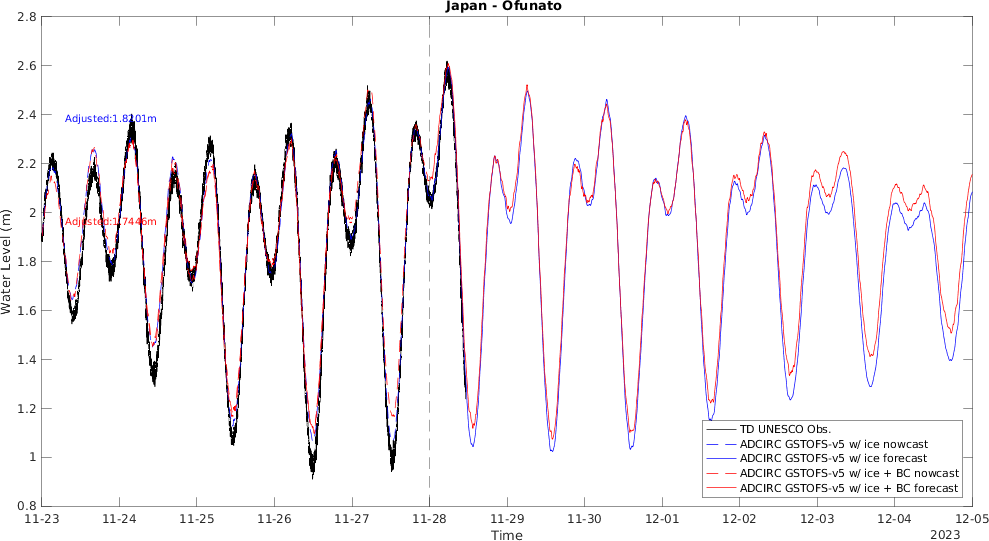 Japan - Ofunato
2.8
2.6
2.4
2.2
2
1.8
1.6
1.4
1.2
1
0.8
Water Level (m)
Adjusted:1.8201m
Adjusted:1.7446m
TD UNESCO Obs.
ADCIRC GSTOFS-v5 w/ ice nowcast
ADCIRC GSTOFS-v5 w/ ice forecast
ADCIRC GSTOFS-v5 w/ ice + BC nowcast
ADCIRC GSTOFS-v5 w/ ice + BC forecast
11-23 11-24 11-25 11-26 11-27 11-28 11-29 11-30 12-01 12-02 12-03 12-04 12-05
Time
2023